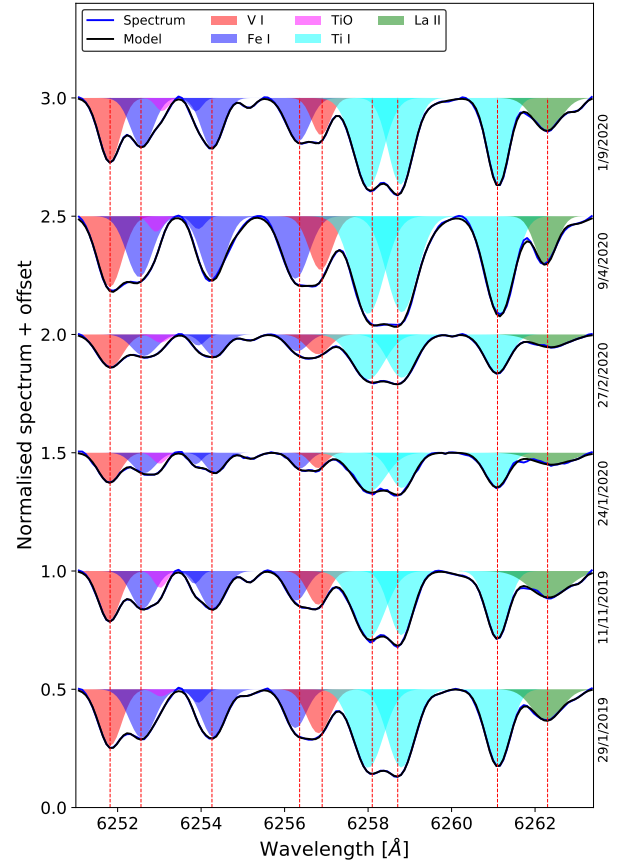 Spectrum
Model
V I
Fe I
TiO
Ti I
La II
3.0
2.5
2.0
1.5
1.0
0.5
0.0
Normalised spectrum + offset
1/9/2020
9/4/2020
27/2/2020
24/1/2020
11/11/2019
29/1/2019
6252 6254 6256 6258 6260 6262
Wavelength [Å]